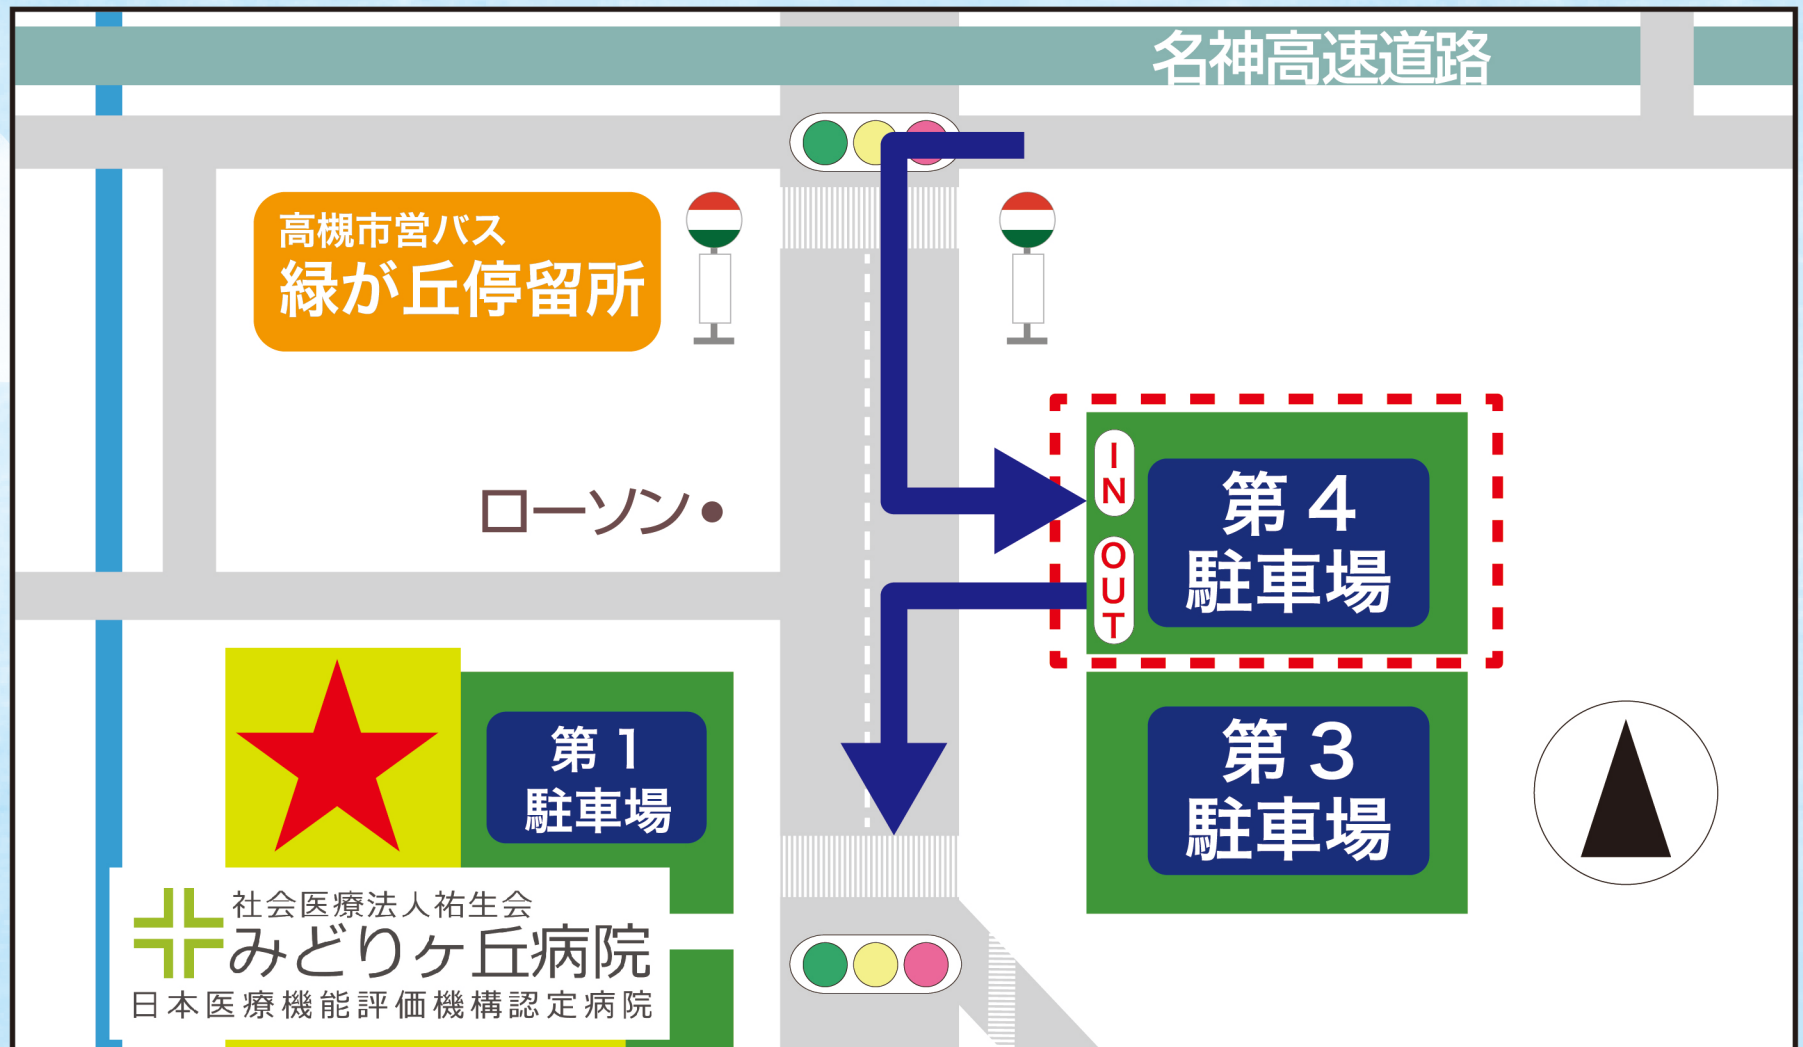 名神高速道路
高槻市営バス
緑が丘停留所
ローソン
IN
OUT
第4
駐車場
第1
駐車場
第3
駐車場
社会医療法人祐生会
みどりヶ丘病院
日本医療機能評価機構認定病院